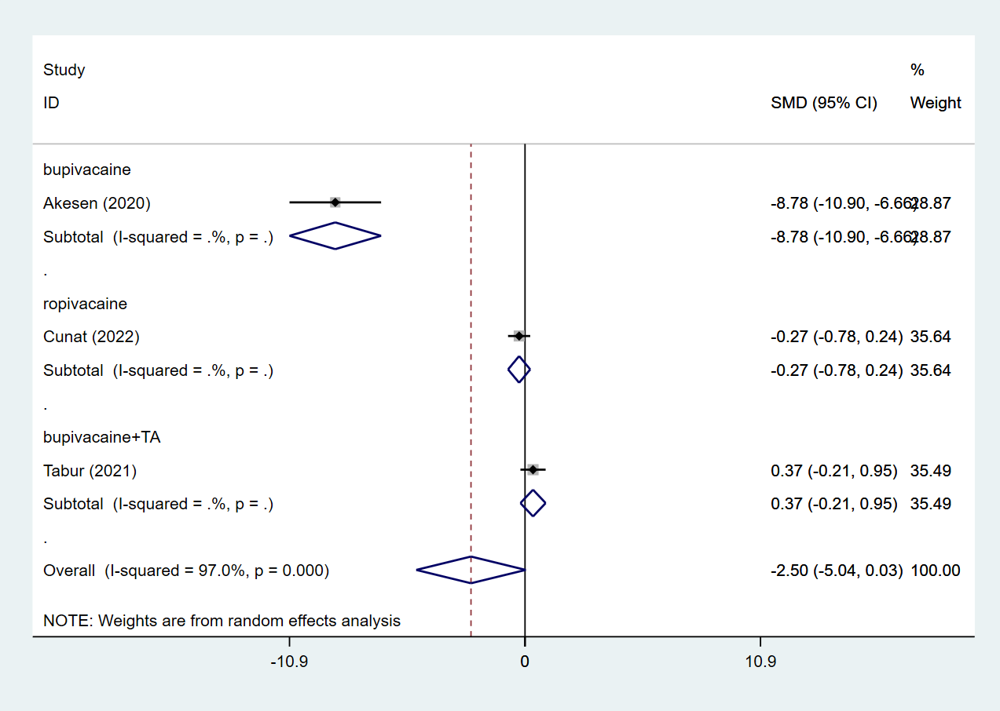 Study %
ID SMD (95% CI) Weight
bupivacaine
Akesen (2020) -8.78 (-10.90, -6.66) 28.87
Subtotal (I-squared = .%, p = .) -8.78 (-10.90, -6.66) 28.87
.
ropivacaine
Cunat (2022) -0.27 (-0.78, 0.24) 35.64
Subtotal (I-squared = .%, p = .) -0.27 (-0.78, 0.24) 35.64
.
bupivacaine+TA
Tabur (2021) 0.37 (-0.21, 0.95) 35.49
Subtotal (I-squared = .%, p = .) 0.37 (-0.21, 0.95) 35.49
.
Overall (I-squared = 97.0%, p = 0.000) -2.50 (-5.04, 0.03) 100.00
NOTE: Weights are from random effects analysis
-10.9 0 10.9